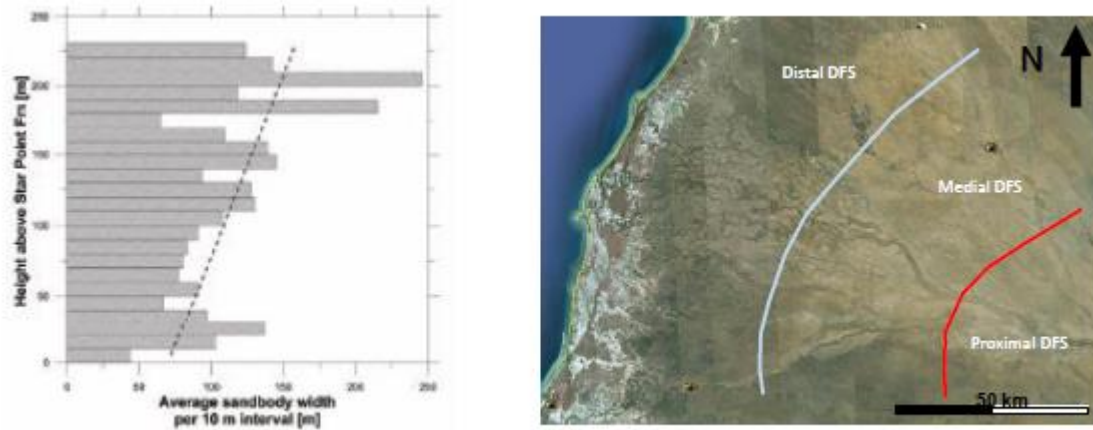 250
200
150
100
50
0
Height above Star Point Frs [m]
0 50 100 150 200 250
Average sandbody width
per 10 m interval [m]
Distal DFS
N
Medial DFS
Proximal DFS
50 km